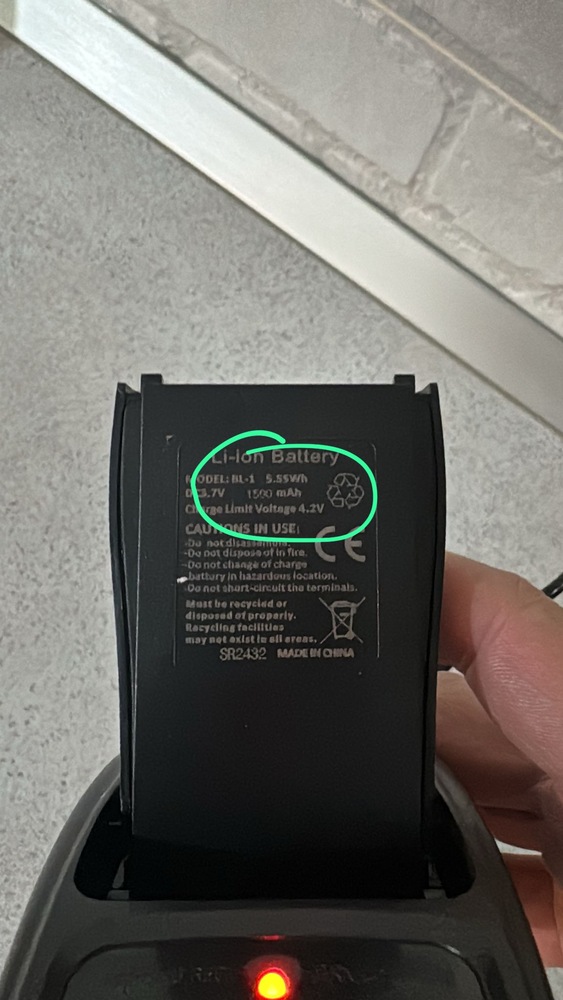 Li-Ion Battery
MODEL: BL-1 5.55Wh
DC3.7V 1500 mAh
Charge Limit Voltage 4.2V
CAUTIONS IN USE:
-Do not disassemble.
-Do not dispose of in fire.
-Do not change of charge
battery in hazardous location.
-Do not short-circuit the terminals.
Must be recycled or
disposed of properly.
Recycling facilities
may not exist in all areas.
SR2432 MADE IN CHINA
CE